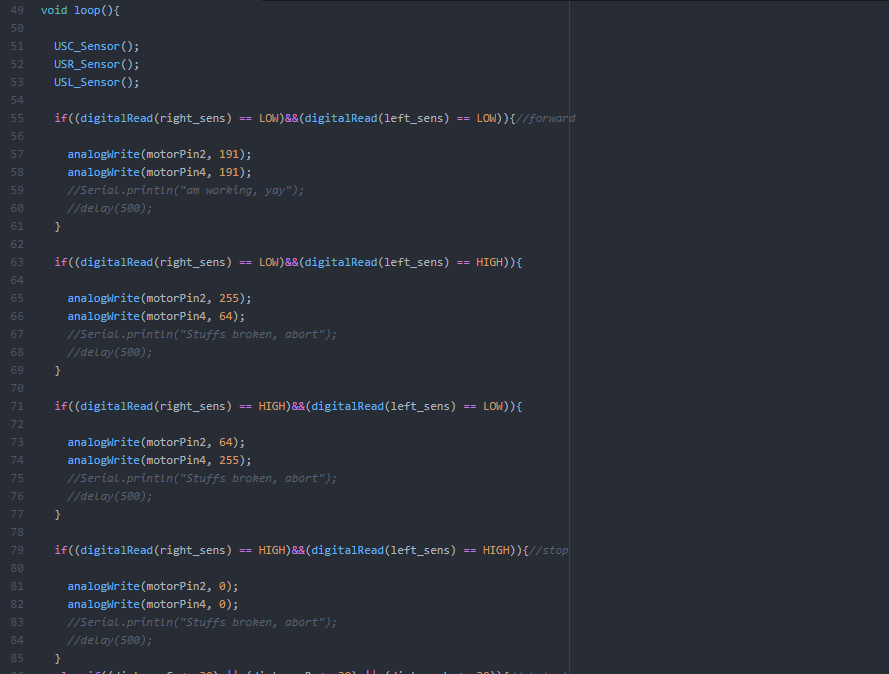 49 void loop(){
50
51 USC_Sensor();
52 USR_Sensor();
53 USL_Sensor();
54
55 if((digitalRead(right_sens) == LOW)&&(digitalRead(left_sens) == LOW)){//forward
56
57 analogWrite(motorPin2, 191);
58 analogWrite(motorPin4, 191);
59 //Serial.println("am working, yay");
60 //delay(500);
61 }
62
63 if((digitalRead(right_sens) == LOW)&&(digitalRead(left_sens) == HIGH)){
64
65 analogWrite(motorPin2, 255);
66 analogWrite(motorPin4, 64);
67 //Serial.println("Stuffs broken, abort");
68 //delay(500);
69 }
70
71 if((digitalRead(right_sens) == HIGH)&&(digitalRead(left_sens) == LOW)){
72
73 analogWrite(motorPin2, 64);
74 analogWrite(motorPin4, 255);
75 //Serial.println("Stuffs broken, abort");
76 //delay(500);
77 }
78
79 if((digitalRead(right_sens) == HIGH)&&(digitalRead(left_sens) == HIGH)){//stop
80
81 analogWrite(motorPin2, 0);
82 analogWrite(motorPin4, 0);
83 //Serial.println("Stuffs broken, abort");
84 //delay(500);
85 }